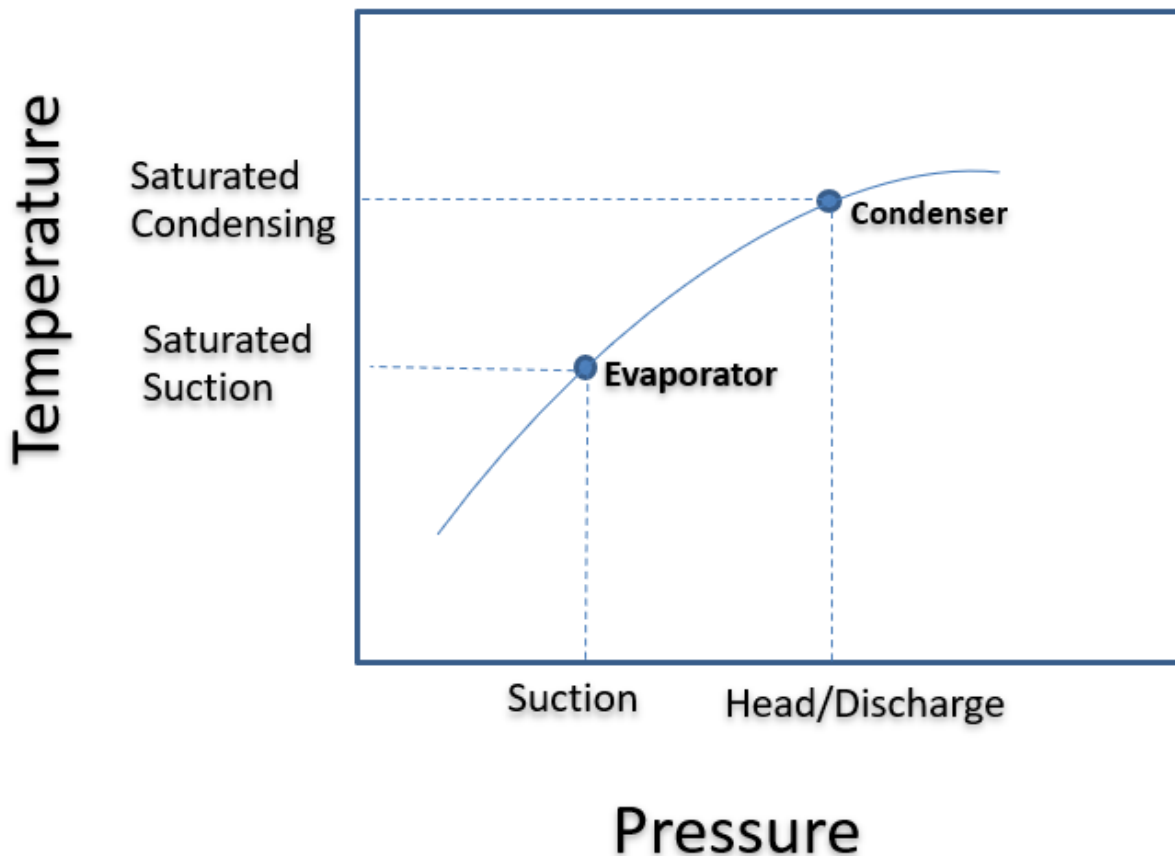 Temperature
Saturated
Condensing
Condenser
Saturated
Suction
Evaporator
Suction
Head/Discharge
Pressure